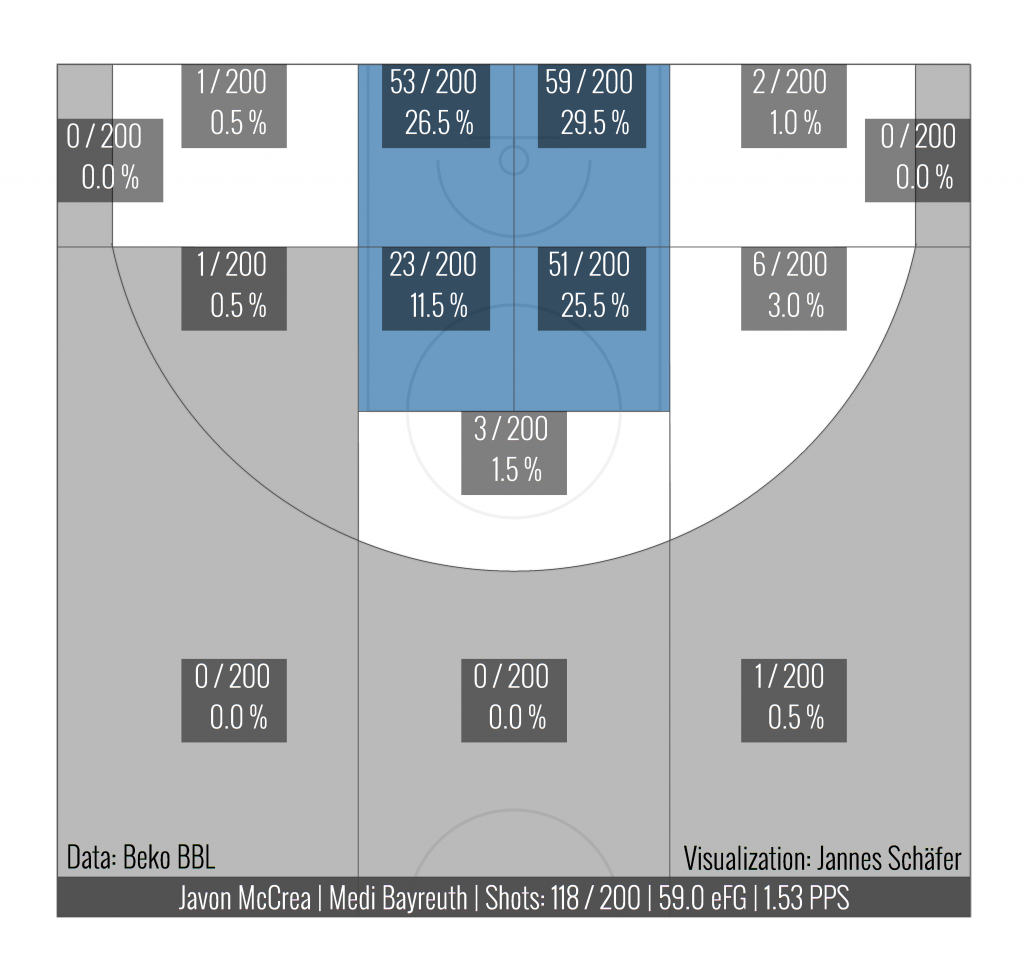 1 / 200
0.5 %
53 / 200
26.5 %
59 / 200
29.5 %
2 / 200
1.0 %
0 / 200
0.0 %
0 / 200
0.0 %
1 / 200
0.5 %
23 / 200
11.5 %
51 / 200
25.5 %
6 / 200
3.0 %
3 / 200
1.5 %
0 / 200
0.0 %
0 / 200
0.0 %
1 / 200
0.5 %
Data: Beko BBL
Visualization: Jannes Schäfer
Javon McCrea | Medi Bayreuth | Shots: 118 / 200 | 59.0 eFG | 1.53 PPS